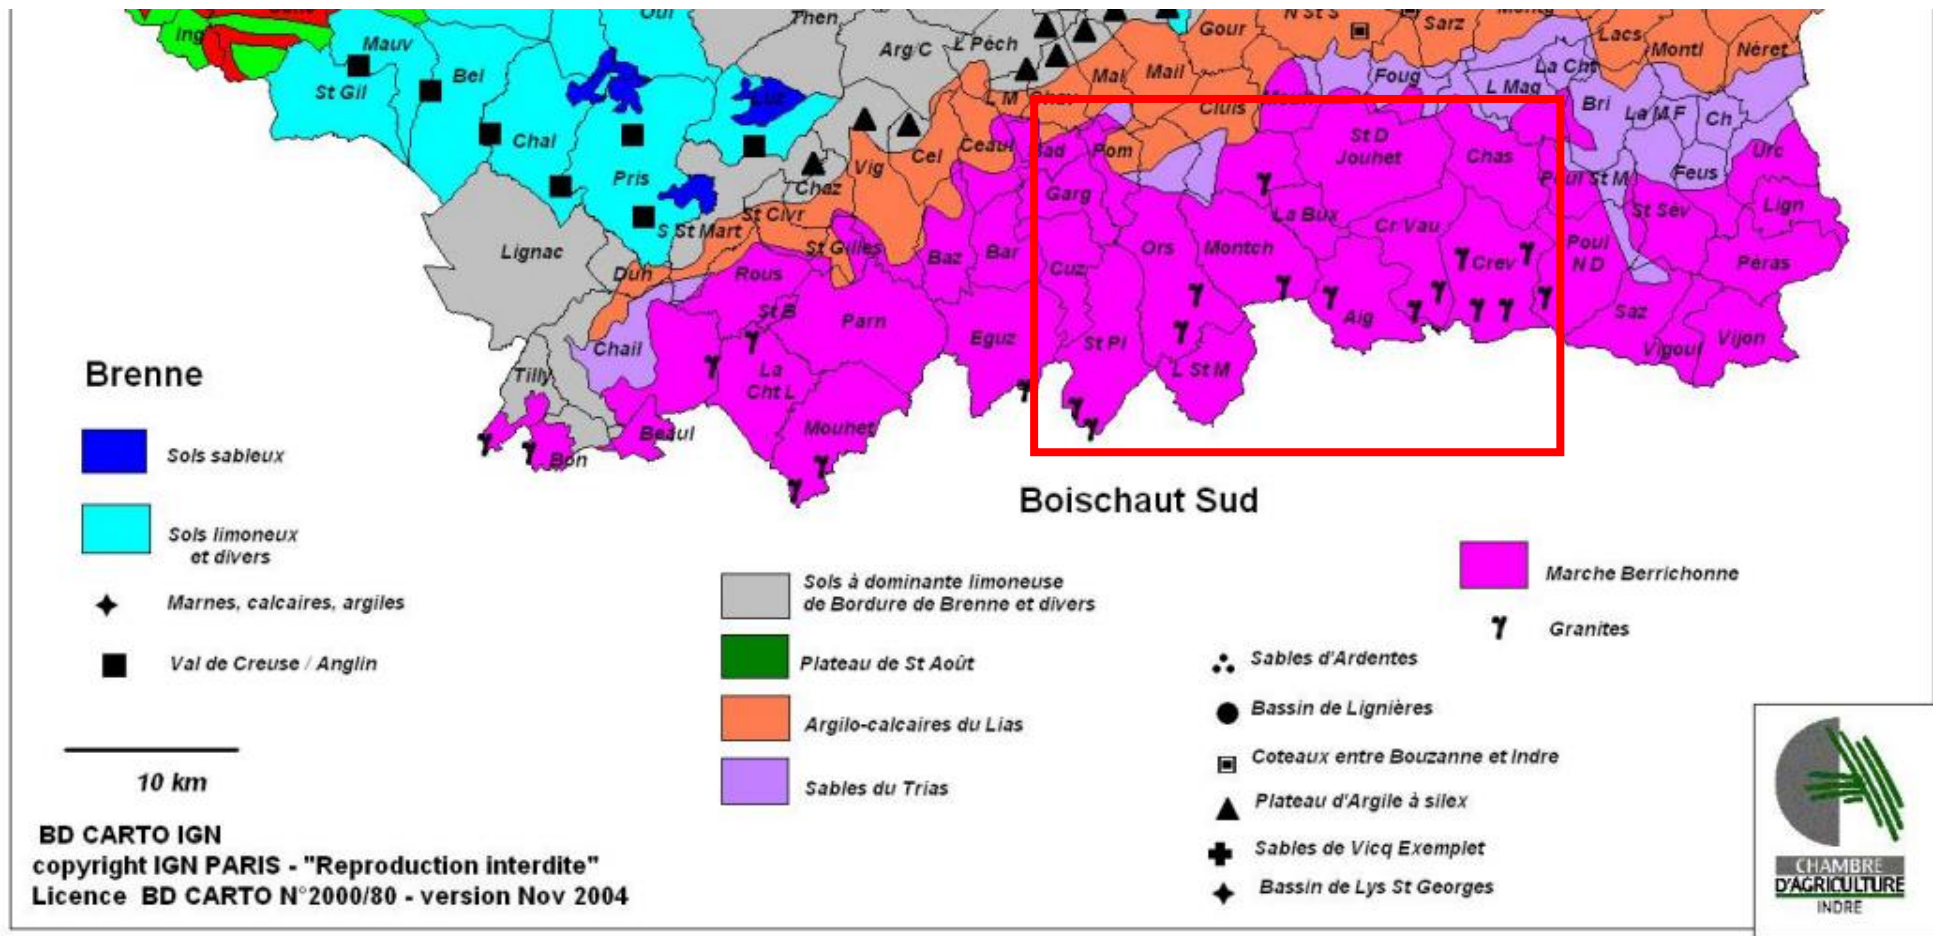 Oui
Then
Ing
Mauv
Bel
St Gil
Arg C
L Pèch
Gour
N St S
Sarz
Montg
Lacs
Montl
Néret
Mal
Mail
Foug
La Cht
L Mag
L M
Chav
Cluis
Mouh
Bri
La M F
Ch
Luz
Chal
Pris
Vig
Cel
Ceaul
Bad
Pom
St D
Jouhet
Chas
Urc
Chaz
Garg
Poul St M
Feus
St Civr
La Bux
Cr Vau
St Sév
Lign
S St Mart
Lignac
St Gilles
Baz
Bar
Cuz
Ors
Montch
Crev
Poul
N D
Péras
Dun
Rous
St B
Parn
Eguz
St Pl
Aig
Saz
Chail
Vigoul
Vijon
Tilly
La
Cht L
L St M
Beaul
Mouhet
Bon
Brenne
Sols sableux
Sols limoneux
et divers
Marnes, calcaires, argiles
Val de Creuse / Anglin
10 km
BD CARTO IGN
copyright IGN PARIS - "Reproduction interdite"
Licence BD CARTO N°2000/80 - version Nov 2004
Boischaut Sud
Sols à dominante limoneuse
de Bordure de Brenne et divers
Plateau de St Août
Argilo-calcaires du Lias
Sables du Trias
Marche Berrichonne
Granites
Sables d'Ardentes
Bassin de Lignières
Coteaux entre Bouzanne et Indre
Plateau d'Argile à silex
Sables de Vicq Exemplet
Bassin de Lys St Georges
CHAMBRE
D'AGRICULTURE
INDRE